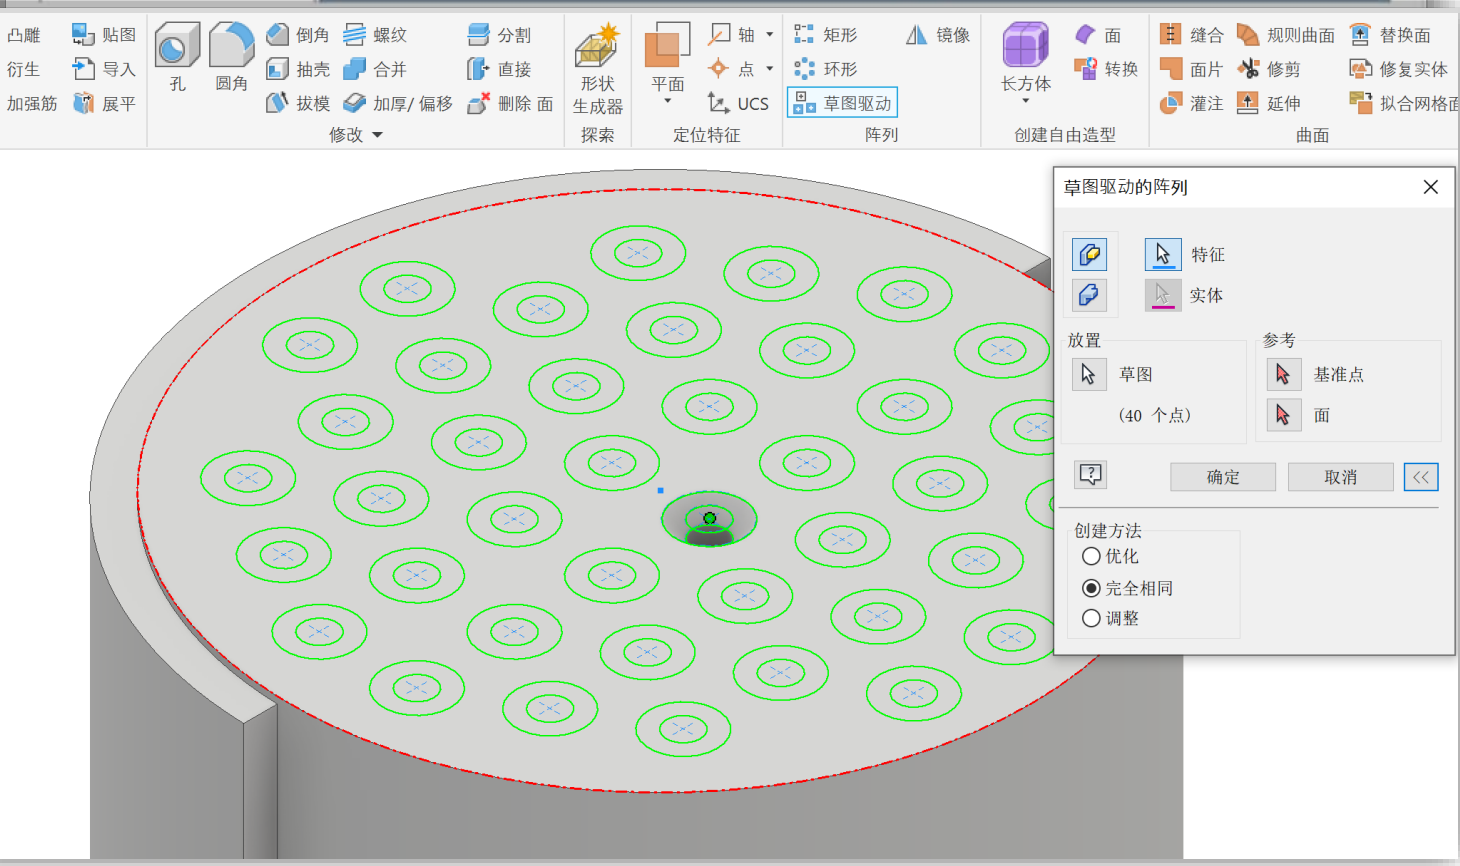 凸雕 贴图 倒角 螺纹 分割 轴 矩形 镜像 面 缝合 规则曲面 替换面
衍生 导入 抽壳 合并 直接 点 环形 转换 面片 修剪 修复实体
孔 圆角 形状 平面 长方体
加强筋 展平 拔模 加厚/ 偏移 删除 面 生成器 UCS 草图驱动 灌注 延伸 拟合网格面
修改 探索 定位特征 阵列 创建自由造型 曲面
草图驱动的阵列
特征
实体
放置 参考
草图 基准点
(40 个点) 面
确定 取消 <<
创建方法
优化
完全相同
调整